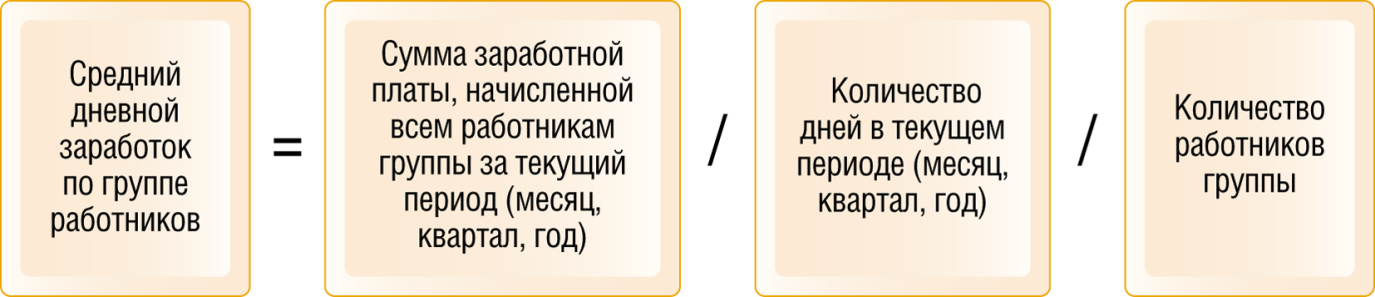 Средний
дневной
заработок
по группе
работников
=
Сумма заработной
платы, начисленной
всем работникам
группы за текущий
период (месяц,
квартал, год)
/
Количество
дней в текущем
периоде (месяц,
квартал, год)
/
Количество
работников
группы